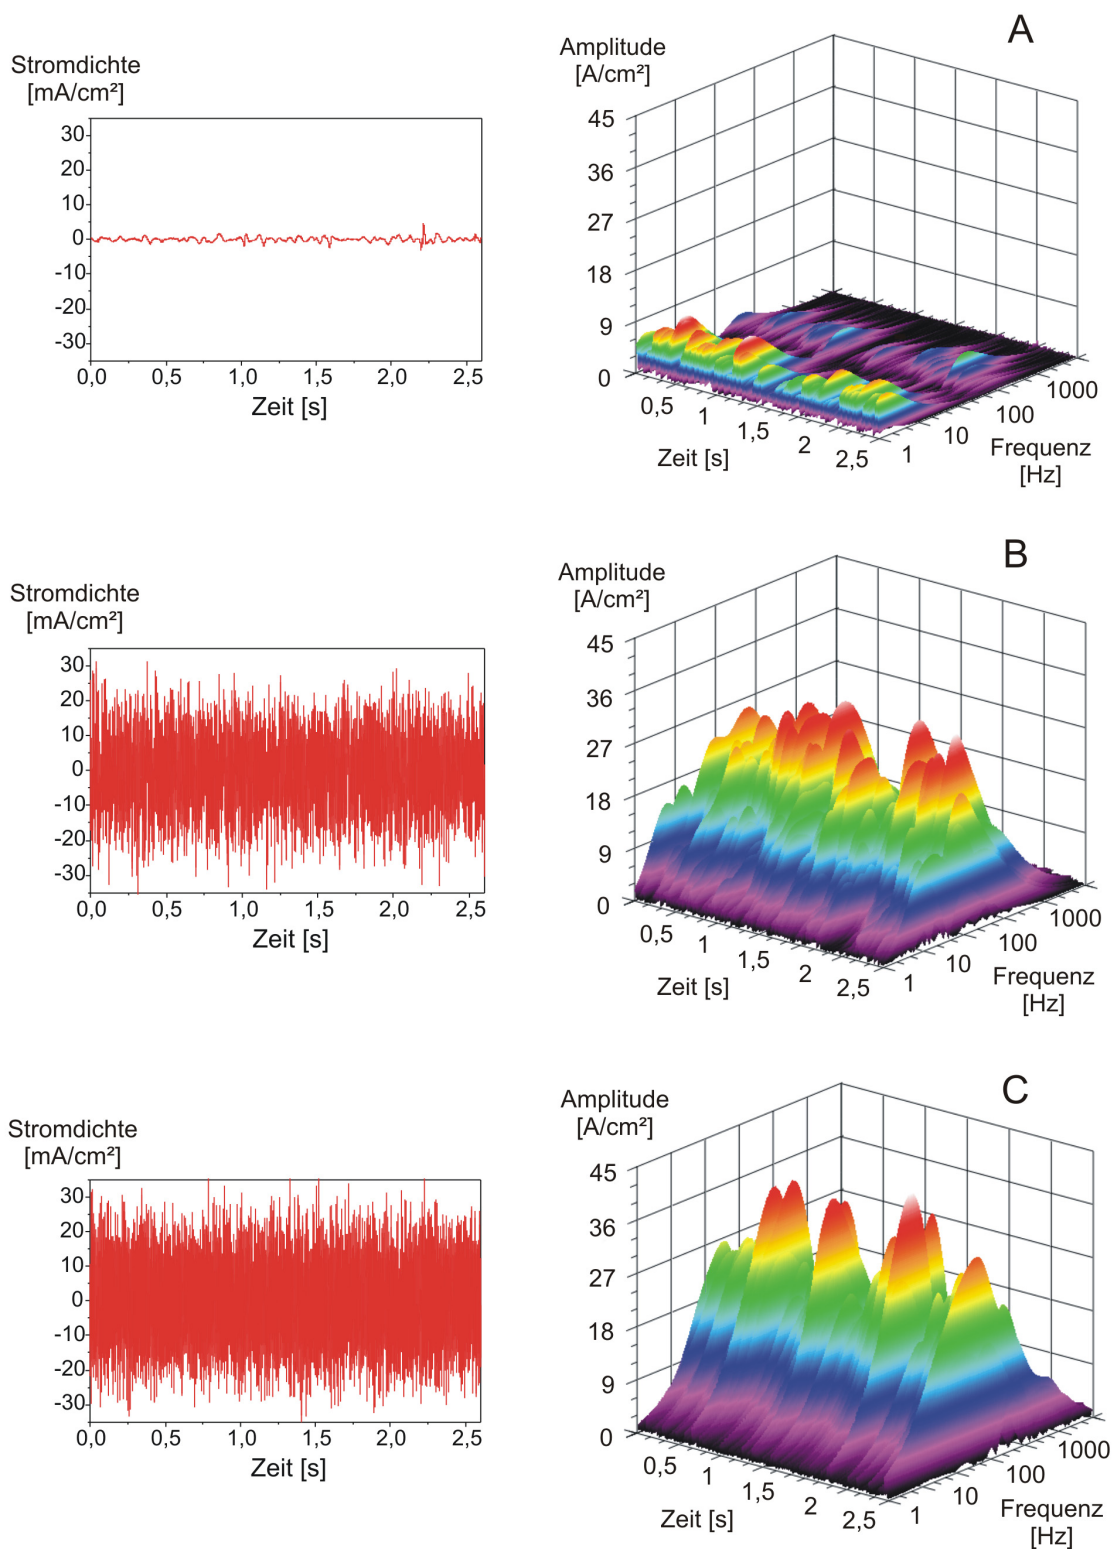 A
Stromdichte
[mA/cm²]
30
20
10
0
-10
-20
-30
0,0 0,5 1,0 1,5 2,0 2,5
Zeit [s]
Amplitude
[A/cm²]
45
36
27
18
9
0
0,5 1 1,5 2 2,5
Zeit [s]
1 10 100 1000
Frequenz
[Hz]
B
Stromdichte
[mA/cm²]
30
20
10
0
-10
-20
-30
0,0 0,5 1,0 1,5 2,0 2,5
Zeit [s]
Amplitude
[A/cm²]
45
36
27
18
9
0
0,5 1 1,5 2 2,5
Zeit [s]
1 10 100 1000
Frequenz
[Hz]
C
Stromdichte
[mA/cm²]
30
20
10
0
-10
-20
-30
0,0 0,5 1,0 1,5 2,0 2,5
Zeit [s]
Amplitude
[A/cm²]
45
36
27
18
9
0
0,5 1 1,5 2 2,5
Zeit [s]
1 10 100 1000
Frequenz
[Hz]